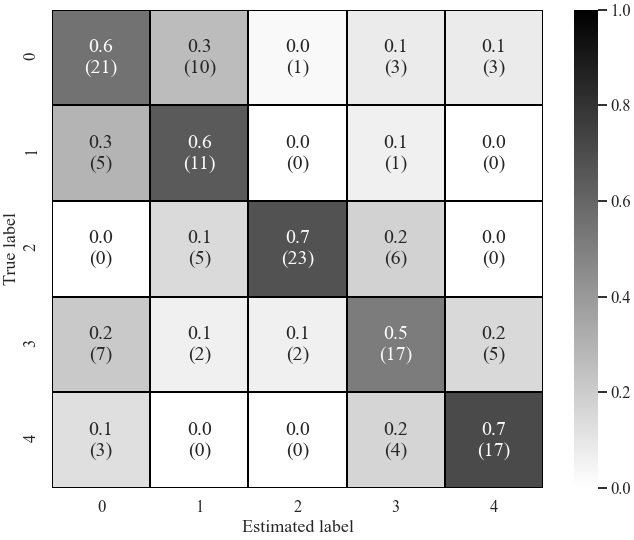 0.6 0.3 0.0 0.1 0.1
(21) (10) (1) (3) (3)
0
0.3 0.6 0.0 0.1 0.0
(5) (11) (0) (1) (0)
1
0.0 0.1 0.7 0.2 0.0
(0) (5) (23) (6) (0)
2
0.2 0.1 0.1 0.5 0.2
(7) (2) (2) (17) (5)
3
0.1 0.0 0.0 0.2 0.7
(3) (0) (0) (4) (17)
4
True label
0 1 2 3 4
Estimated label
1.0
0.8
0.6
0.4
0.2
0.0